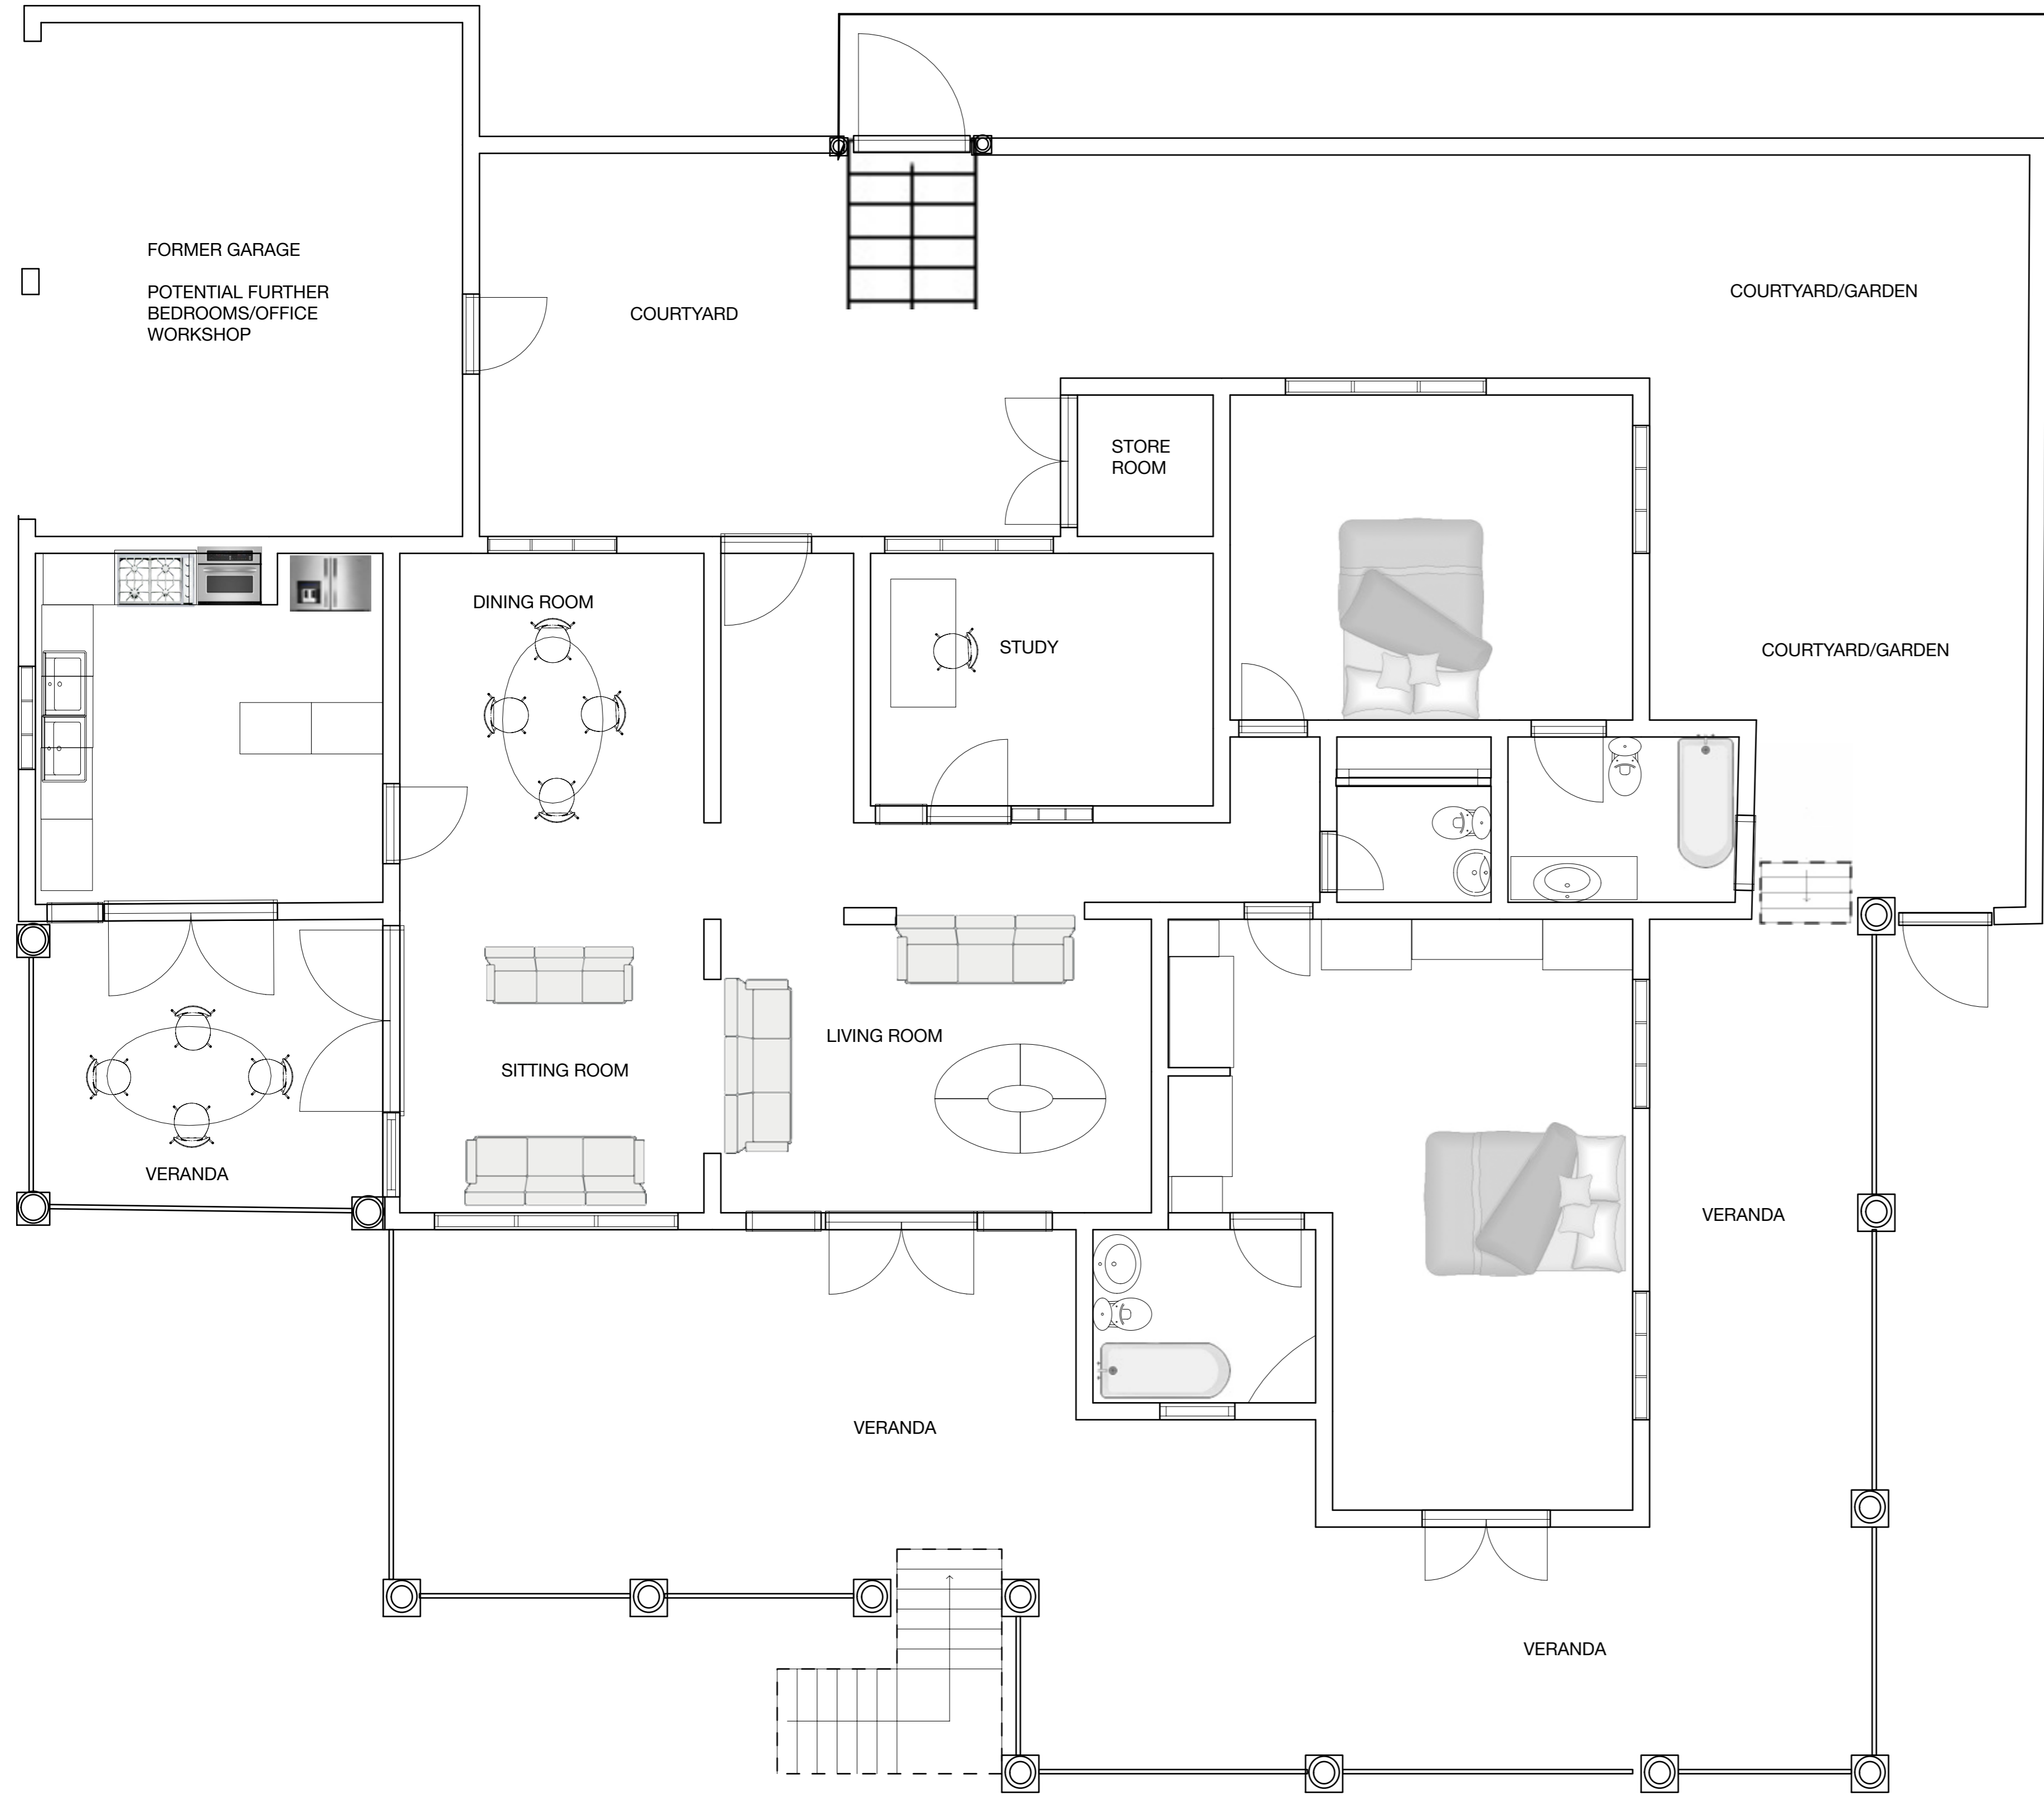 FORMER GARAGE
POTENTIAL FURTHER
BEDROOMS/OFFICE
WORKSHOP
COURTYARD
COURTYARD/GARDEN
STORE
ROOM
DINING ROOM
STUDY
COURTYARD/GARDEN
LIVING ROOM
SITTING ROOM
VERANDA
VERANDA
VERANDA
VERANDA